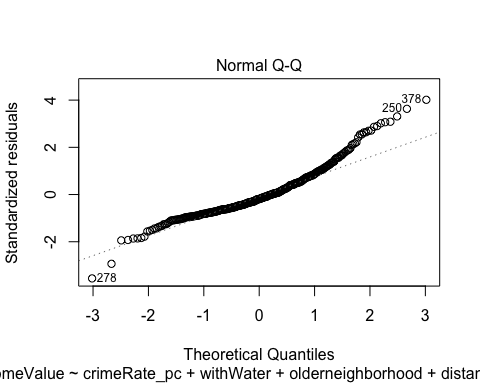 Normal Q-Q
Standardized residuals
4
2
0
-2
378
250
278
-3 -2 -1 0 1 2 3
Theoretical Quantiles
omeValue ~ crimeRate_pc + withWater + olderneighborhood + distan